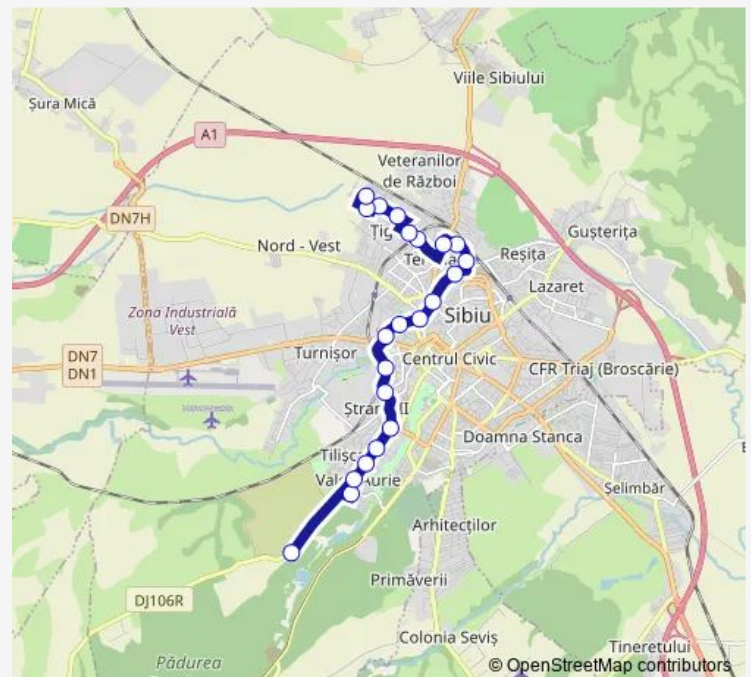 Viile Sibiului
Șura Mică
A1
Veteranilor
de Război
DN7H
Gușterița
Nord - Vest
Reșița
Lazaret
Zona Industrială
Vest
Sibiu
DN7
DN1
Turnișor
Centrul Civic
CFR Triaj (Broscărie)
Doamna Stanca
Șelimbăr
Arhitecților
Primăverii
DJ106R
Colonia Seviș
Tineretului
Pădurea
© OpenStreetMap contributors